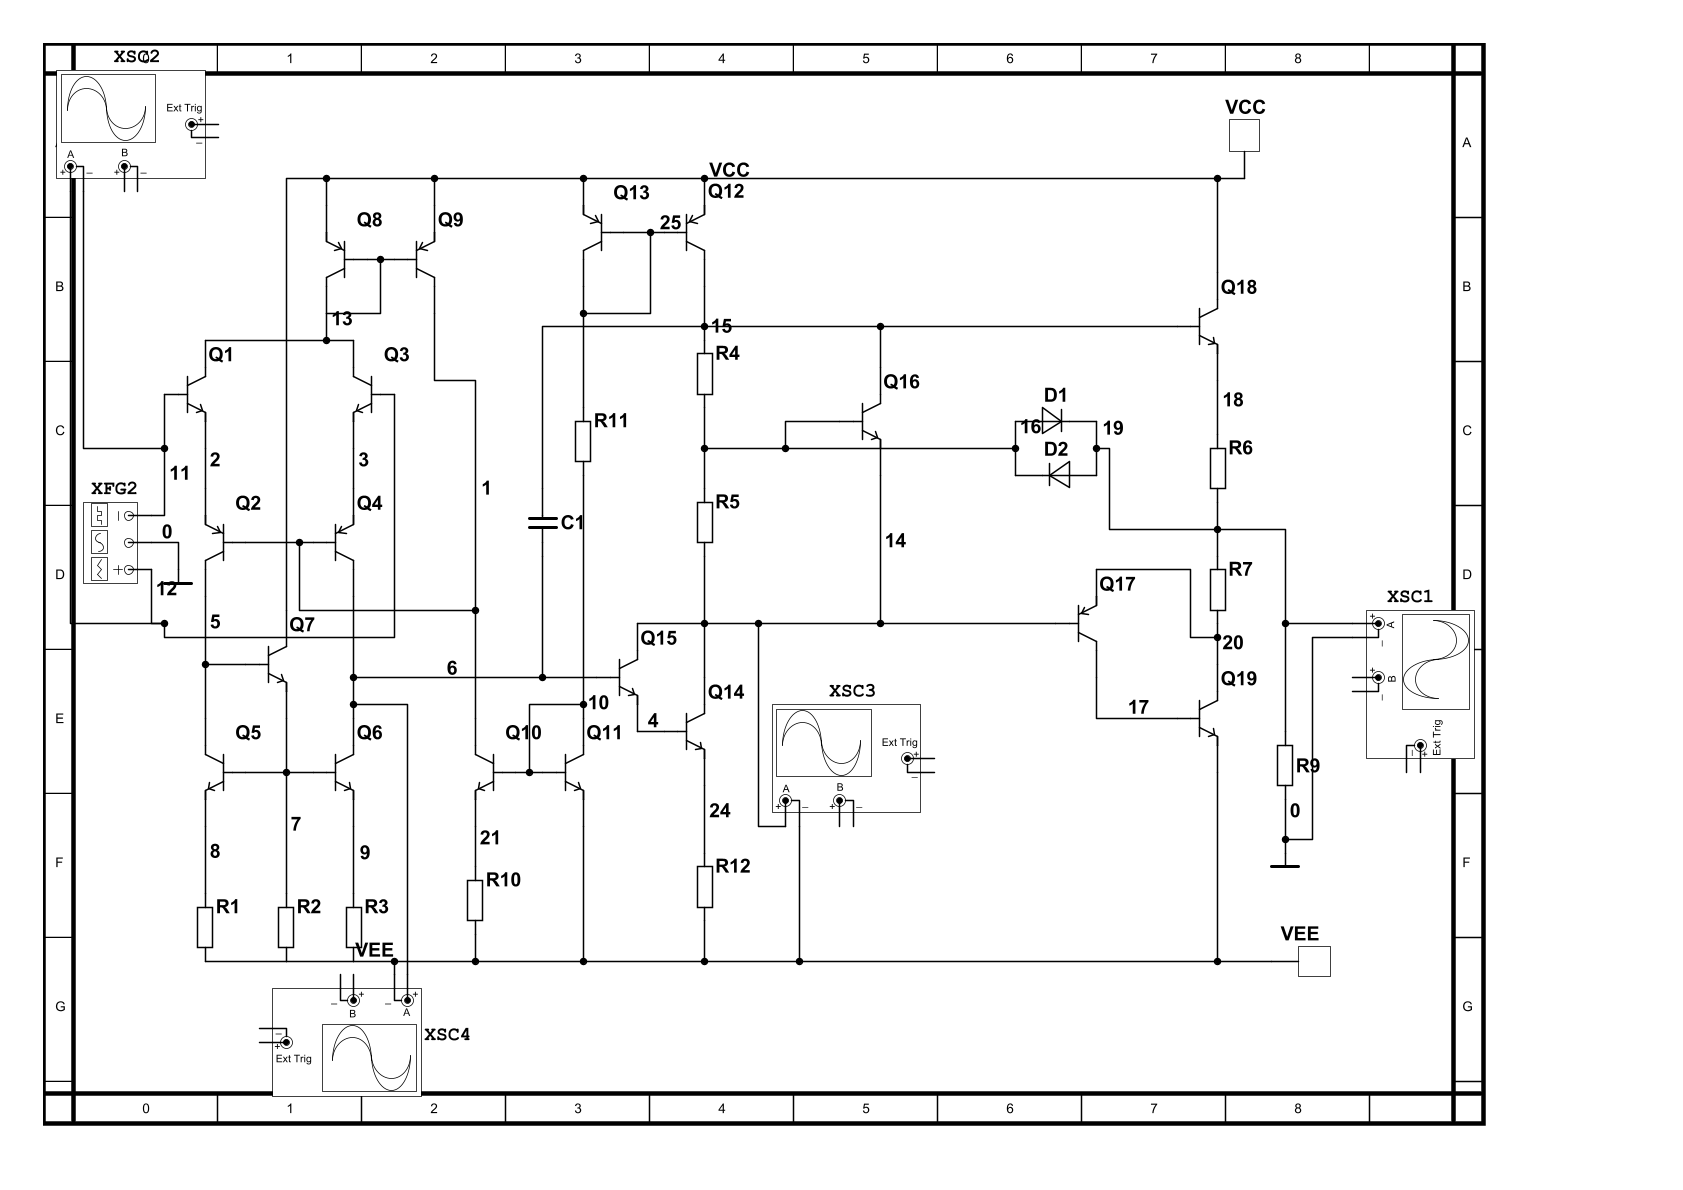 XSC2
0 1 2 3 4 5 6 7 8
Ext Trig
+
A B
+ − + − −
VCC
A A
VCC
Q13 Q12
Q8 Q9 25
B Q18 B
13 15
Q1 Q3 R4
Q16
D1
18
R11 16 19
C C
2 3 D2 R6
11
XFG2 1
Q2 Q4 R5
0 C1
14
D R7 D
12 Q17
XSC1
5 Q7 Q15 + A −
20
6 Q19 + B −
XSC3 Q14
10 17
E 4 E
Q5 Q6 Q10 Q11 Ext Trig + −
R9 Ext Trig + −
A B
+ − + −
24 0
7 21
8 9
F R12 F
R10
R1 R2 R3
VEE VEE
G − + − + G
B A
XSC4
− +
Ext Trig
0 1 2 3 4 5 6 7 8